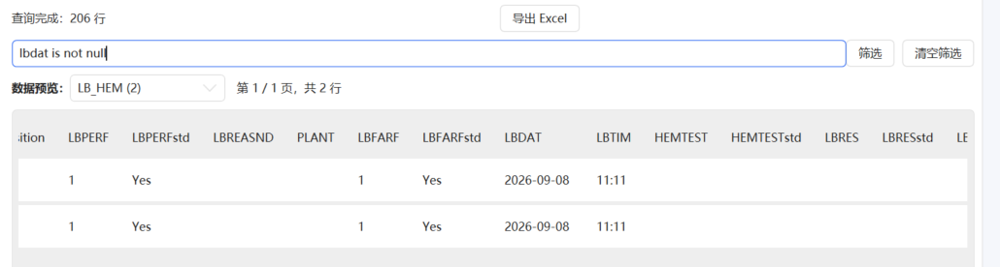 查询完成：206 行
导出 Excel
lbdat is not null
筛选
清空筛选
数据预览：
LB_HEM (2)
第 1 / 1 页，共 2 行
ition LBPERF LBPERFstd LBREASND PLANT LBFARF LBFARFstd LBDAT LBTIM HEMTEST HEMTESTstd LBRES LBRESstd LE
1 Yes 1 Yes 2026-09-08 11:11
1 Yes 1 Yes 2026-09-08 11:11